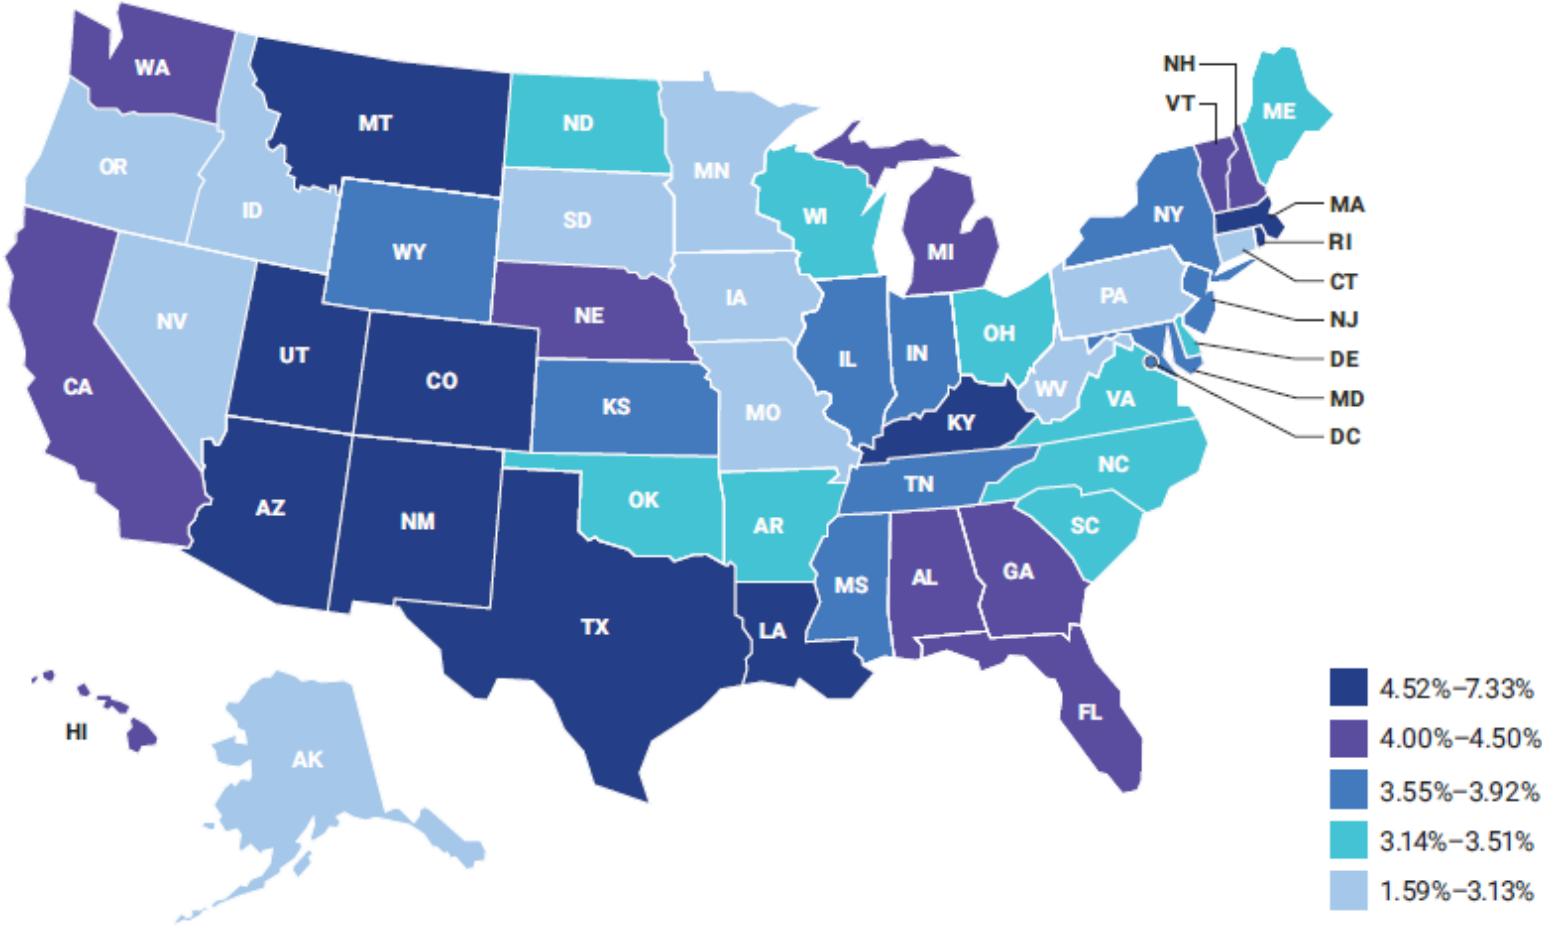 WA
NH
VT
ME
MT
ND
OR
MN
ID
SD
WI
NY
MA
WY
MI
RI
CT
NV
NE
IA
PA
NJ
UT
CO
IL
IN
OH
DE
CA
KS
MO
KY
WV
VA
MD
DC
AZ
NM
OK
AR
TN
NC
SC
TX
LA
MS
AL
GA
HI
AK
FL
4.52%–7.33%
4.00%–4.50%
3.55%–3.92%
3.14%–3.51%
1.59%–3.13%